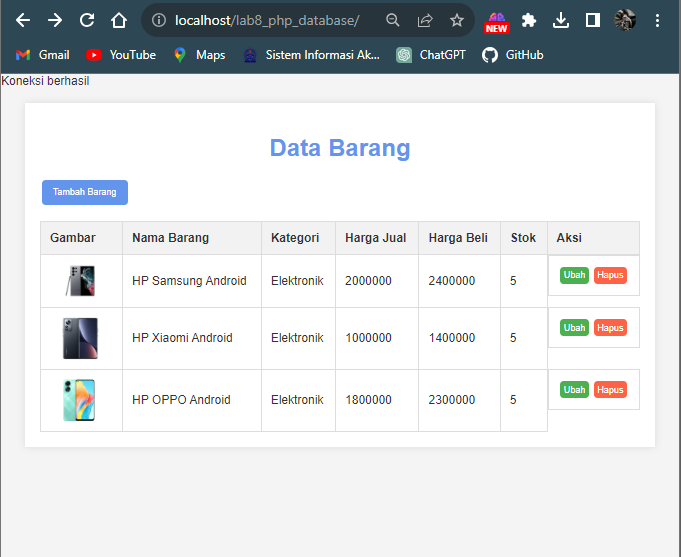 localhost/lab8_php_database/
NEW
Gmail YouTube Maps Sistem Informasi Ak... ChatGPT GitHub
Koneksi berhasil
Data Barang
Tambah Barang
Gambar Nama Barang Kategori Harga Jual Harga Beli Stok Aksi
HP Samsung Android Elektronik 2000000 2400000 5 Ubah Hapus
HP Xiaomi Android Elektronik 1000000 1400000 5 Ubah Hapus
HP OPPO Android Elektronik 1800000 2300000 5 Ubah Hapus